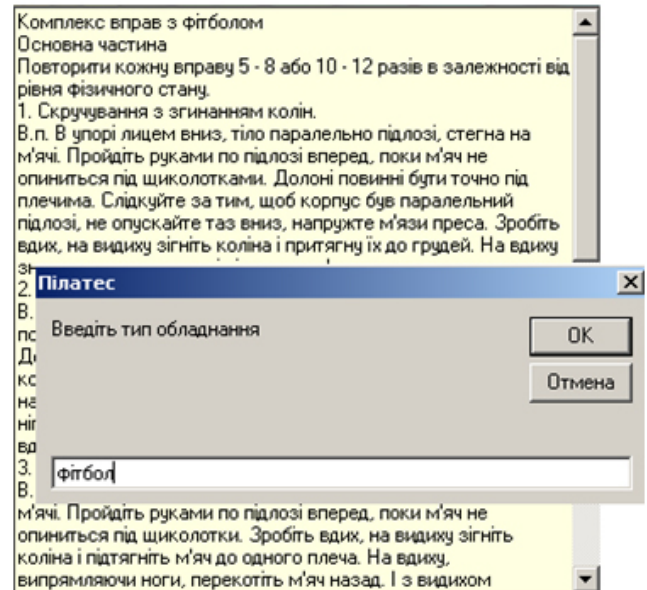 Комплекс вправ з фітболом
Основна частина
Повторити кожну вправу 5 - 8 або 10 - 12 разів в залежності від
рівня фізичного стану.
1. Скручування з згинанням колін.
В.п. В упорі лицем вниз, тіло паралельно підлозі, стегна на
м'ячі. Пройдіть руками по підлозі вперед, поки м'яч не
опиниться під щиколотками. Долоні повинні бути точно під
плечима. Слідкуйте за тим, щоб корпус був паралельний
підлозі, не опускайте таз вниз, напружте м'язи преса. Зробіть
вдих, на видиху зігніть коліна і притягну їх до грудей. На вдиху
Пілатес
2.
В.
Введіть тип обладнання
OK
Отмена
3.
фітбол
В.
м'ячі. Пройдіть руками по підлозі вперед, поки м'яч не
опиниться під щиколотки. Зробіть вдих, на видиху зігніть
коліна і підтягніть м'яч до одного плеча. На вдиху,
випрямляючи ноги, перекотіть м'яч назад. І з видихом